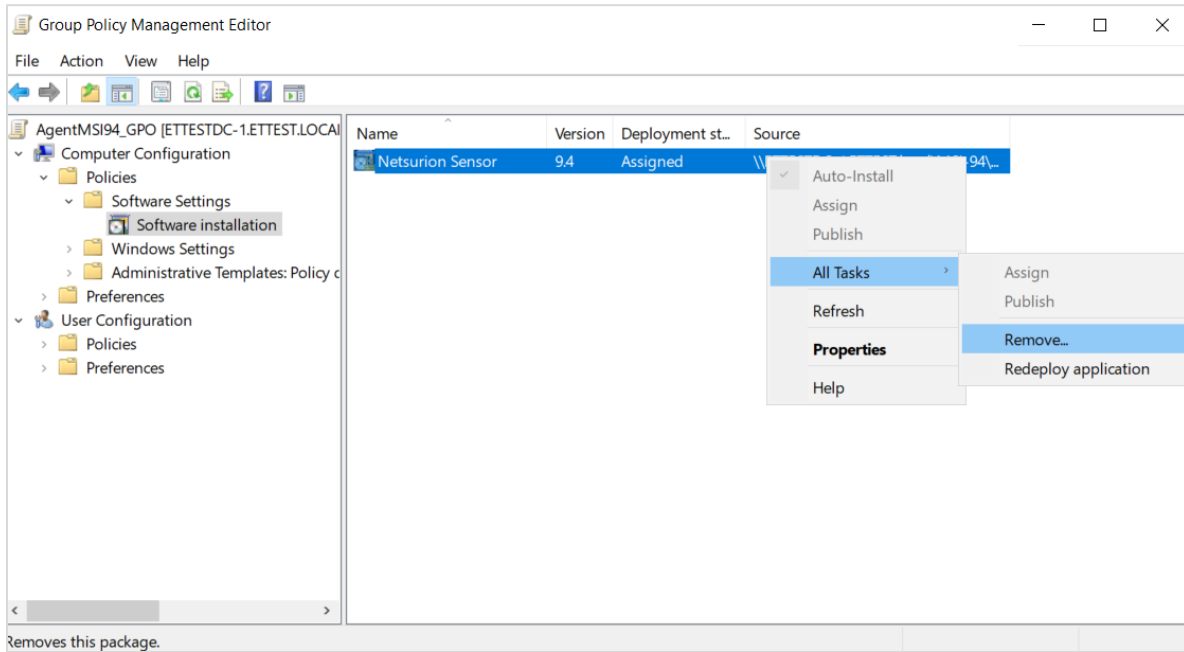 Group Policy Management Editor
File Action View Help
AgentMSI94_GPO [ETTESTDC-1.ETTEST.LOCAL
Computer Configuration
Policies
Software Settings
Software installation
Windows Settings
Administrative Templates: Policy
Preferences
User Configuration
Policies
Preferences
Name Version Deployment st... Source
Netsurion Sensor 9.4 Assigned 94\...
Auto-Install
Assign
Publish
All Tasks
Refresh
Properties
Help
Assign
Publish
Remove...
Redeploy application
Removes this package.